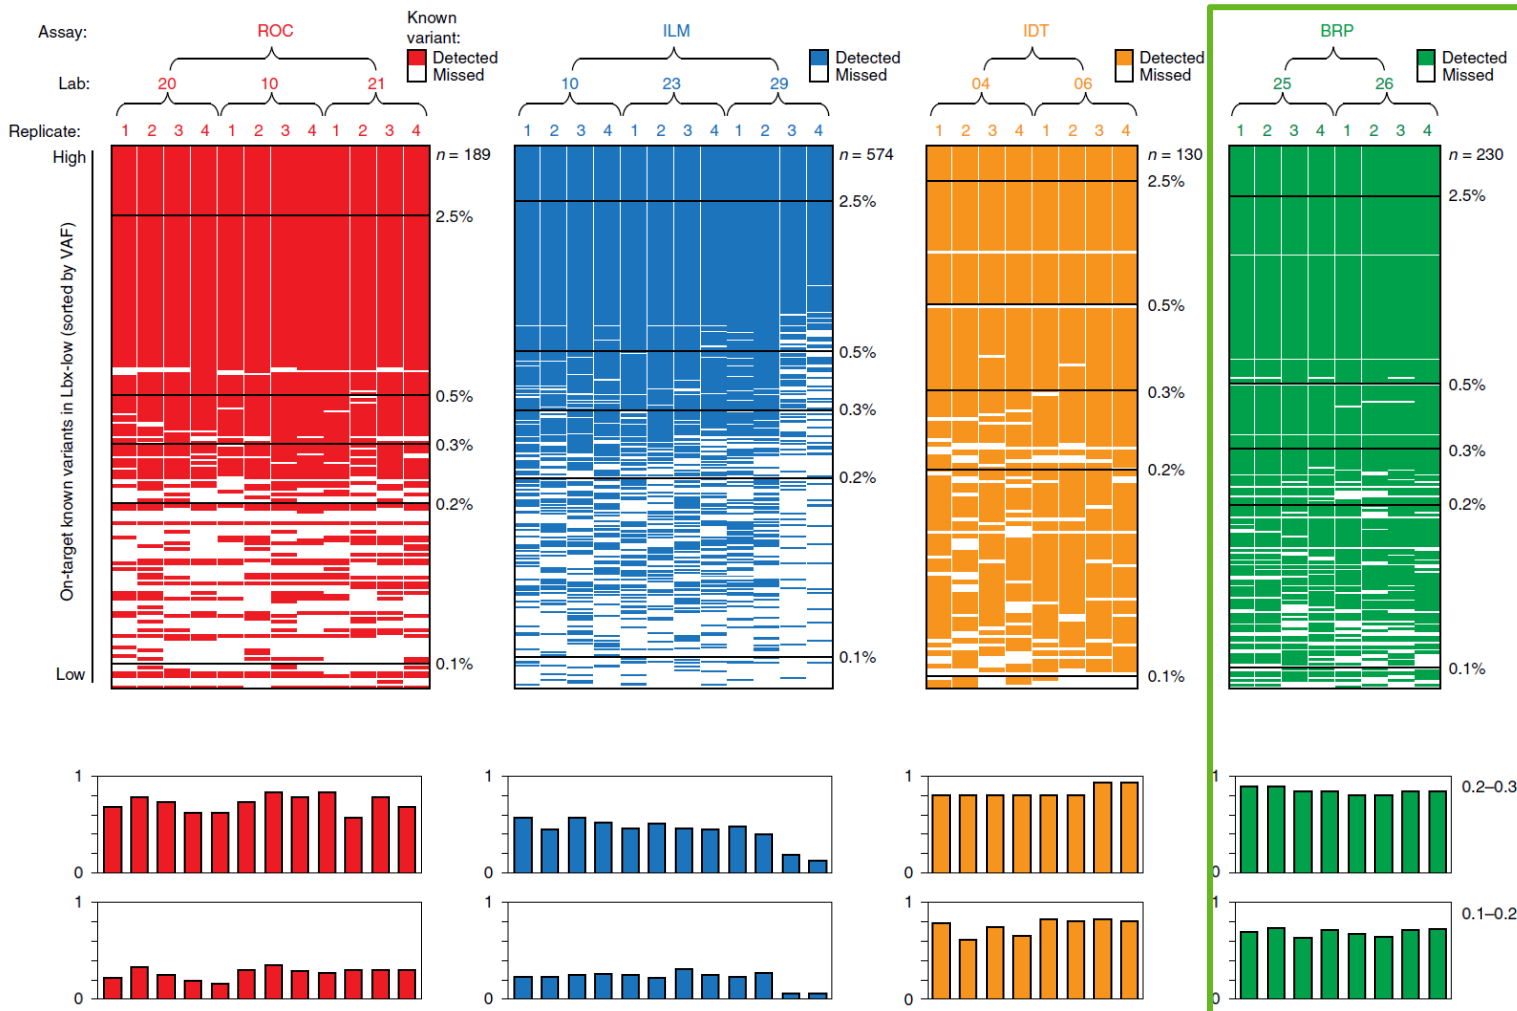 Assay: ROC Known variant: ILM IDT BRP
Detected Detected Detected Detected
Missed Missed Missed Missed
Lab: 20 10 21 10 23 29 04 06 25 26
Replicate: 1 2 3 4 1 2 3 4 1 2 3 4 1 2 3 4 1 2 3 4 1 2 3 4 1 2 3 4 1 2 3 4 1 2 3 4 1 2 3 4
High n = 189 n = 574 n = 130 n = 230
2.5% 2.5% 2.5% 2.5%
On-target known variants in Lbx-low (sorted by VAF)
0.5% 0.5% 0.5% 0.5%
0.3% 0.3% 0.3% 0.3%
0.2% 0.2% 0.2% 0.2%
0.1% 0.1% 0.1% 0.1%
Low
1 1 1 1 0.2–0.3
0 0 0 0
1 1 1 1 0.1–0.2
0 0 0 0